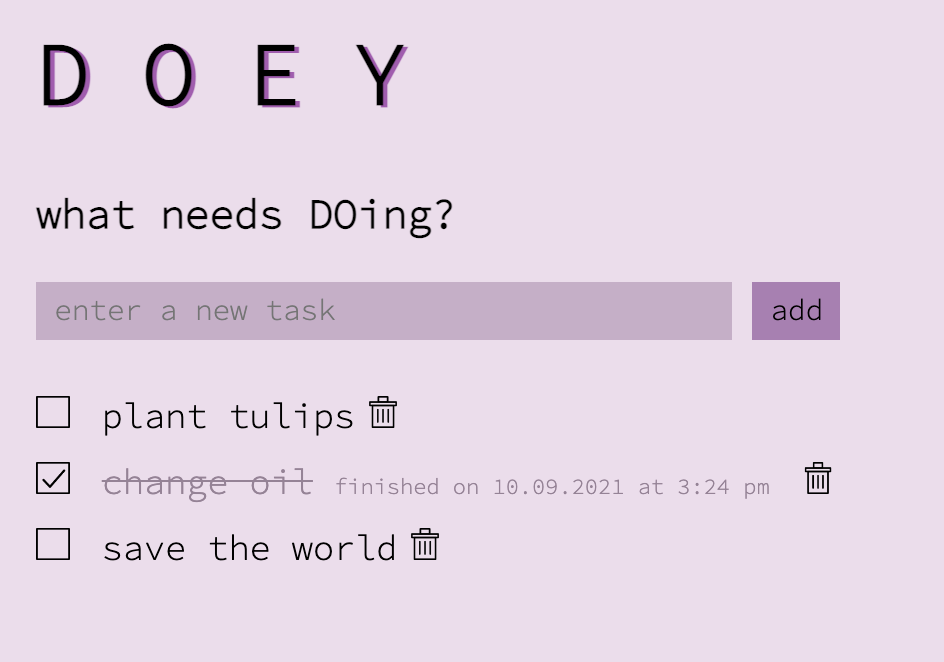 D O E Y
what needs DOing?
enter a new task add
plant tulips
change oil finished on 10.09.2021 at 3:24 pm
save the world